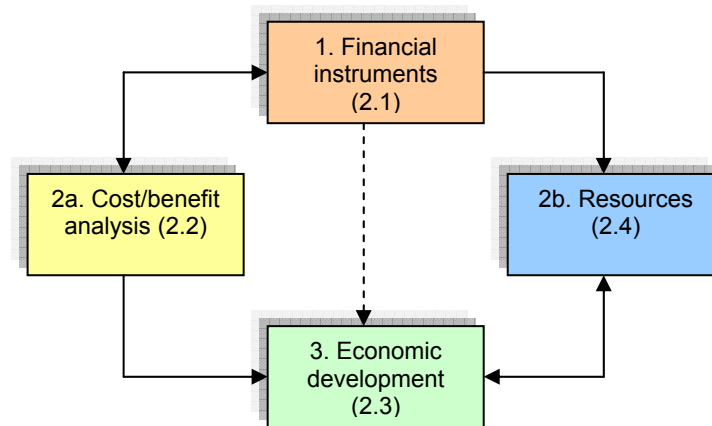 1. Financial
instruments
(2.1)
2a. Cost/benefit
analysis (2.2)
2b. Resources
(2.4)
3. Economic
development
(2.3)